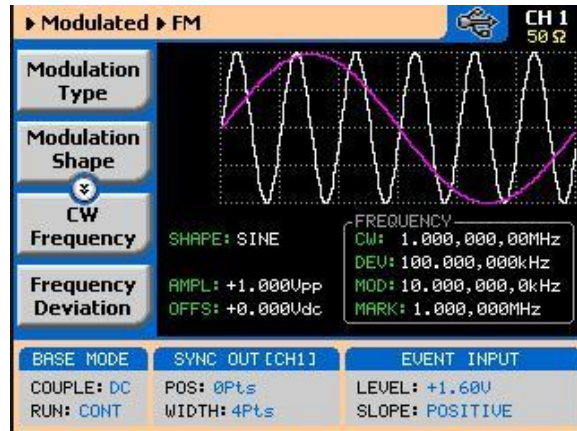 ▶ Modulated ▶ FM
CH 1
50 Ω
Modulation
Type
Modulation
Shape
CW
Frequency
Frequency
Deviation
SHAPE: SINE
AMPL: +1.000Vpp
OFFS: +0.000Vdc
FREQUENCY
CW: 1.000,000,00MHz
DEV: 100.000,000kHz
MOD: 10.000,000,0kHz
MARK: 1.000,000MHz
BASE MODE
COUPLE: DC
RUN: CONT
SYNC OUT [CH1]
POS: 0Pts
WIDTH: 4Pts
EVENT INPUT
LEVEL: +1.60V
SLOPE: POSITIVE